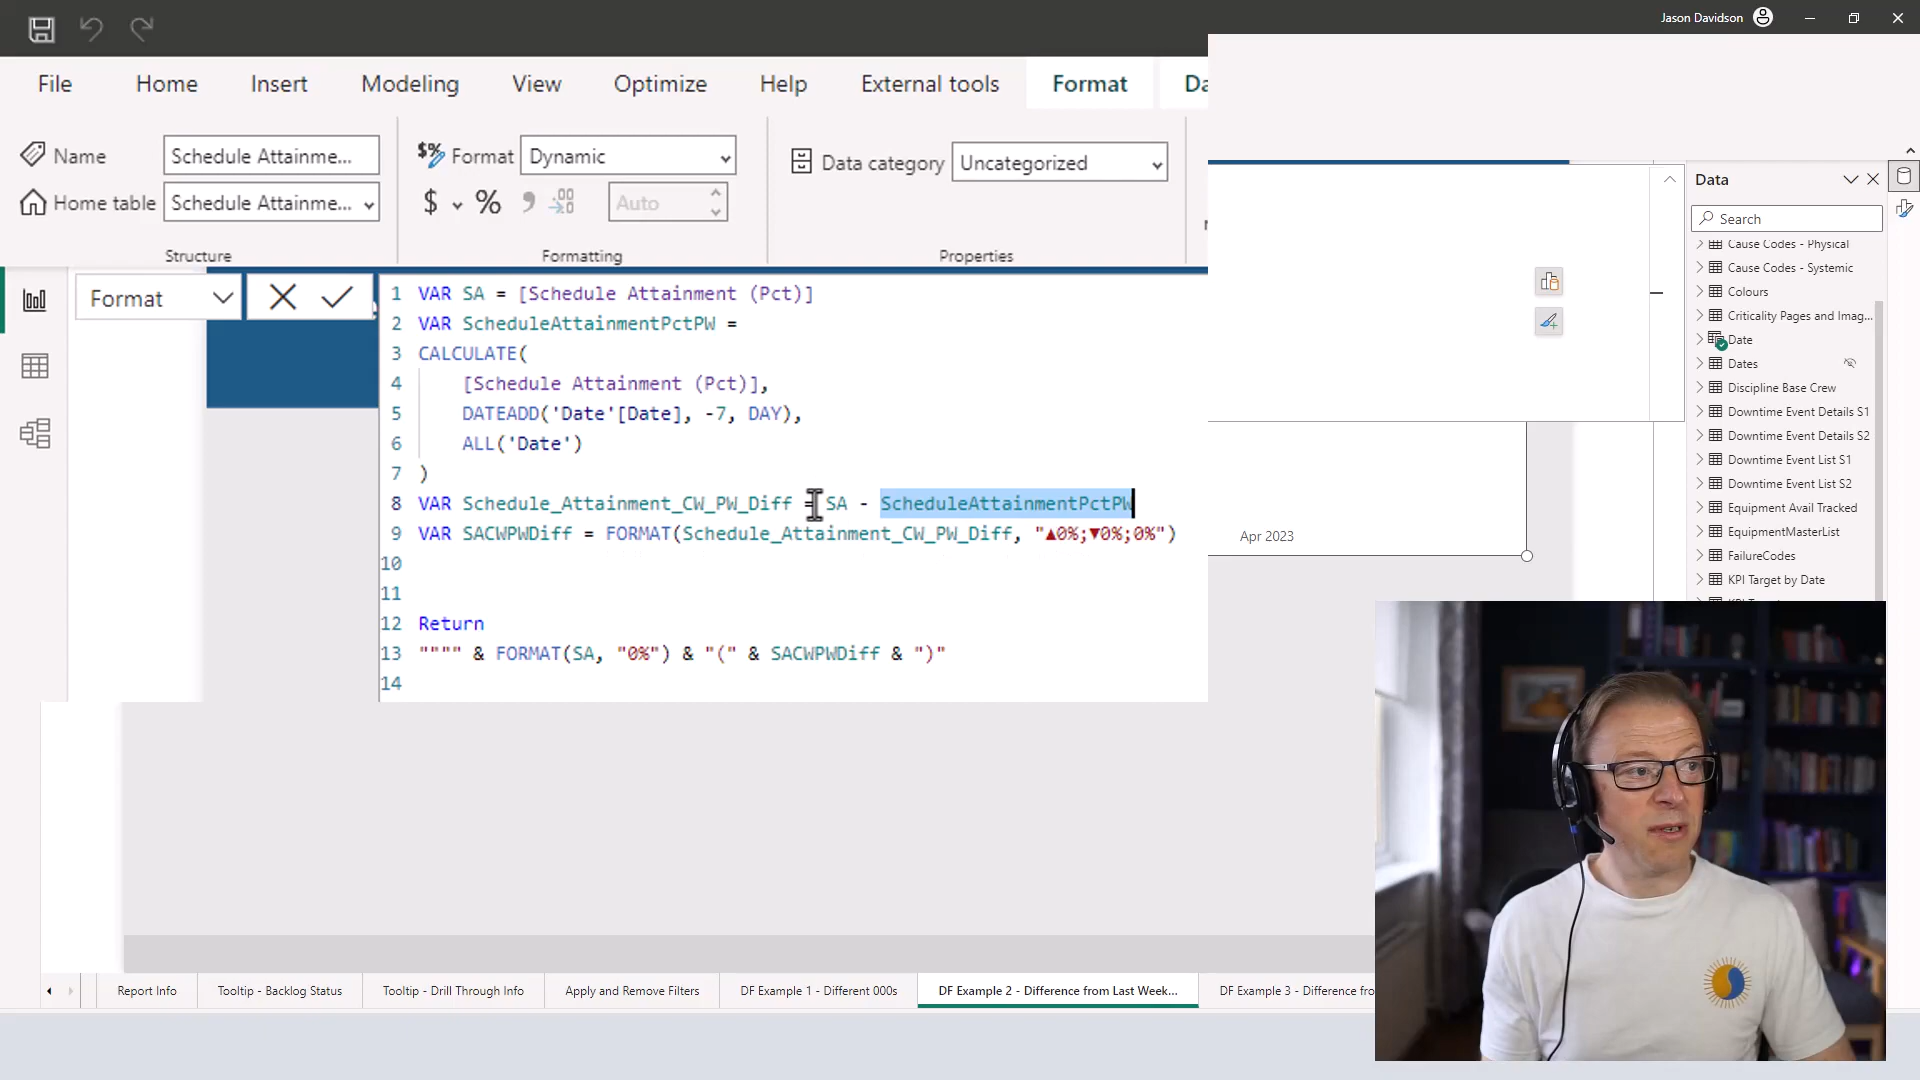 Jason Davidson
File Home Insert Modeling View Optimize Help External tools Format
Name Schedule Attainme...
Format Dynamic
Data category Uncategorized
Home table Schedule Attainme...
$ % Auto
Structure Formatting Properties
Format
1 VAR SA = [Schedule Attainment (Pct)]
2 VAR ScheduleAttainmentPctPW =
3 CALCULATE(
4 [Schedule Attainment (Pct)],
5 DATEADD('Date'[Date], -7, DAY),
6 ALL('Date')
7 )
8 VAR Schedule_Attainment_CW_PW_Diff = SA - ScheduleAttainmentPctPW
9 VAR SACWPWDiff = FORMAT(Schedule_Attainment_CW_PW_Diff, "▲0%;▼0%;0%")
10
11
12 Return
13 """" & FORMAT(SA, "0%") & "(" & SACWPWDiff & ")"
14
Apr 2023
Data
Search
Cause Codes - Physical
Cause Codes - Systemic
Colours
Criticality Pages and Imag...
Date
Dates
Discipline Base Crew
Downtime Event Details S1
Downtime Event Details S2
Downtime Event List S1
Downtime Event List S2
Equipment Avail Tracked
EquipmentMasterList
FailureCodes
KPI Target by Date
Report Info
Tooltip - Backlog Status
Tooltip - Drill Through Info
Apply and Remove Filters
DF Example 1 - Different 000s
DF Example 2 - Difference from Last Week...
DF Example 3 - Difference fro